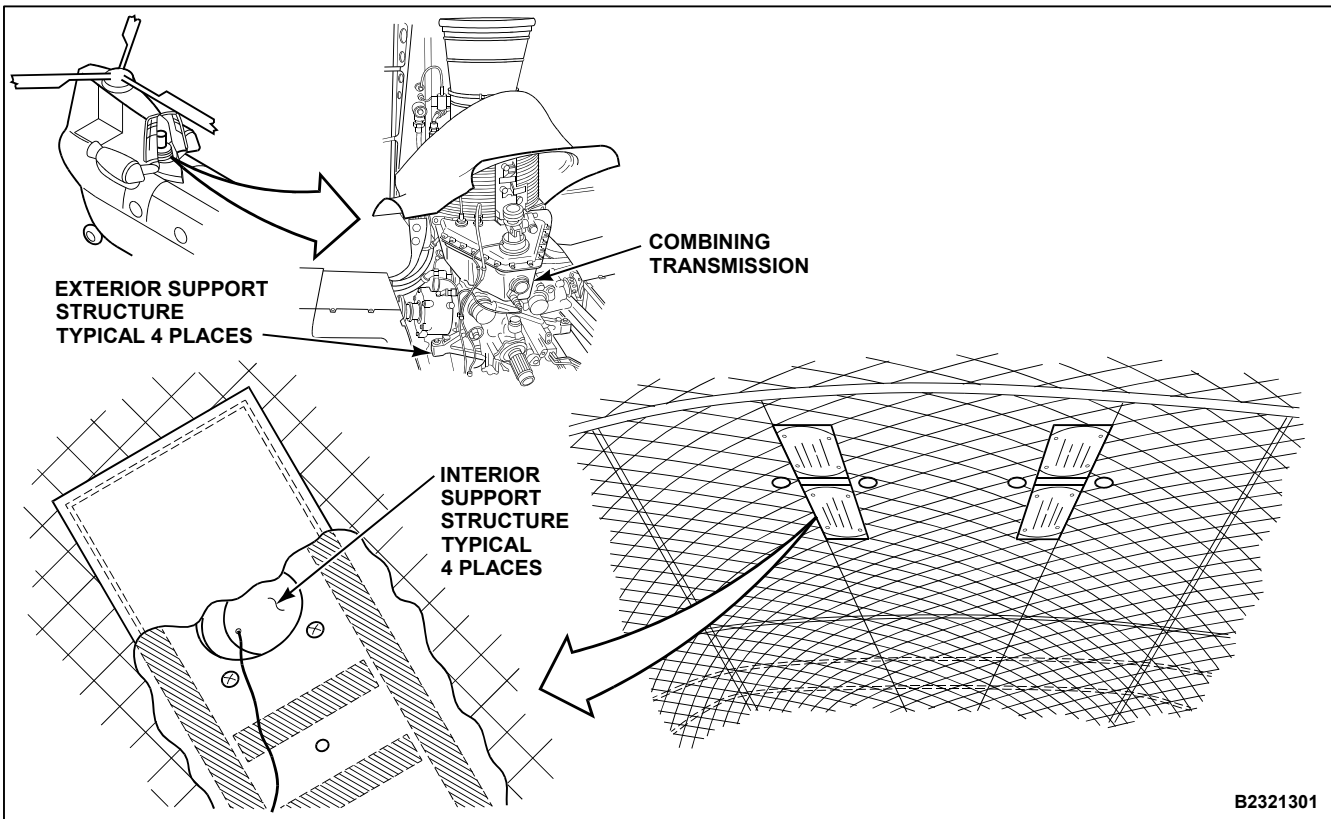 COMBINING
TRANSMISSION
EXTERIOR SUPPORT
STRUCTURE
TYPICAL 4 PLACES
INTERIOR
SUPPORT
STRUCTURE
TYPICAL
4 PLACES
B2321301